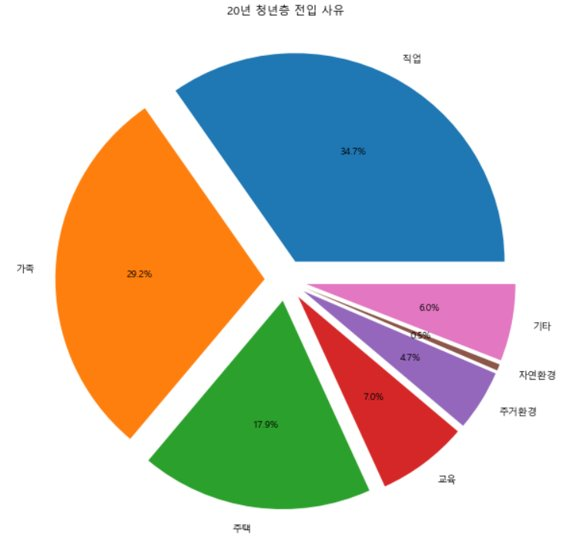 20년 청년층 전입 사유
직업
34.7%
가족
29.2%
주택
17.9%
교육
7.0%
주거환경
4.7%
자연환경
0.5%
기타
6.0%